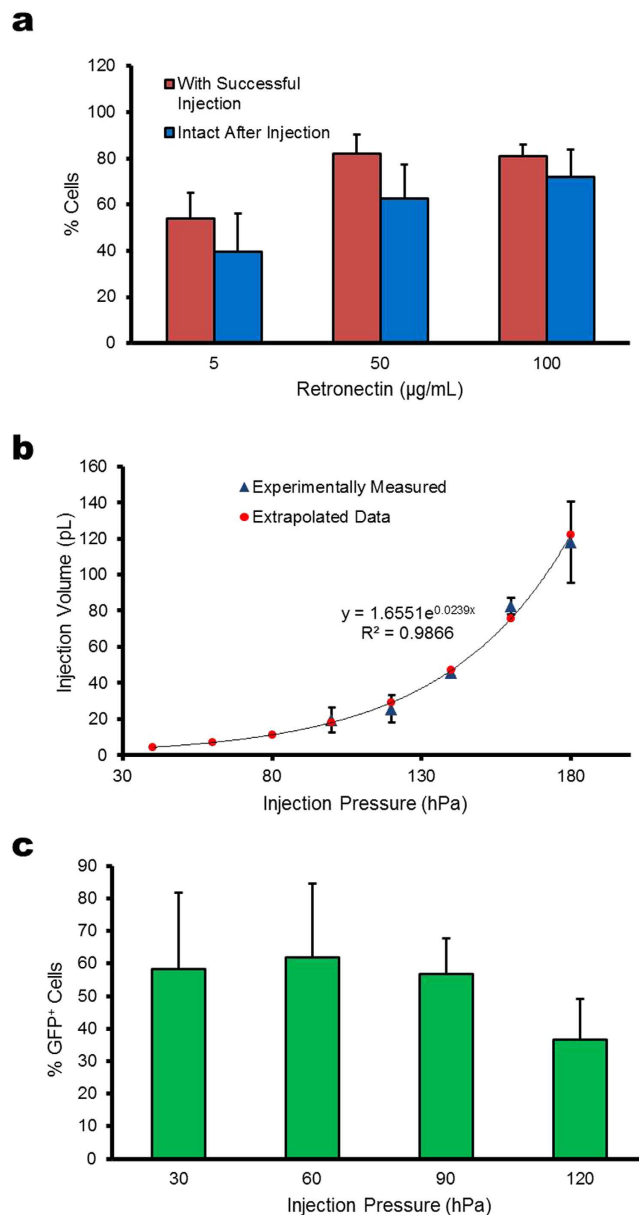 a
120
100
80
60
40
20
0
% Cells
With Successful
Injection
Intact After Injection
5 50 100
Retronectin (µg/mL)
b
160
140
120
100
80
60
40
20
0
Injection Volume (pL)
Experimentally Measured
Extrapolated Data
y = 1.6551e^0.0239x
R² = 0.9866
30 80 130 180
Injection Pressure (hPa)
c
90
80
70
60
50
40
30
20
10
0
% GFP⁺ Cells
30 60 90 120
Injection Pressure (hPa)